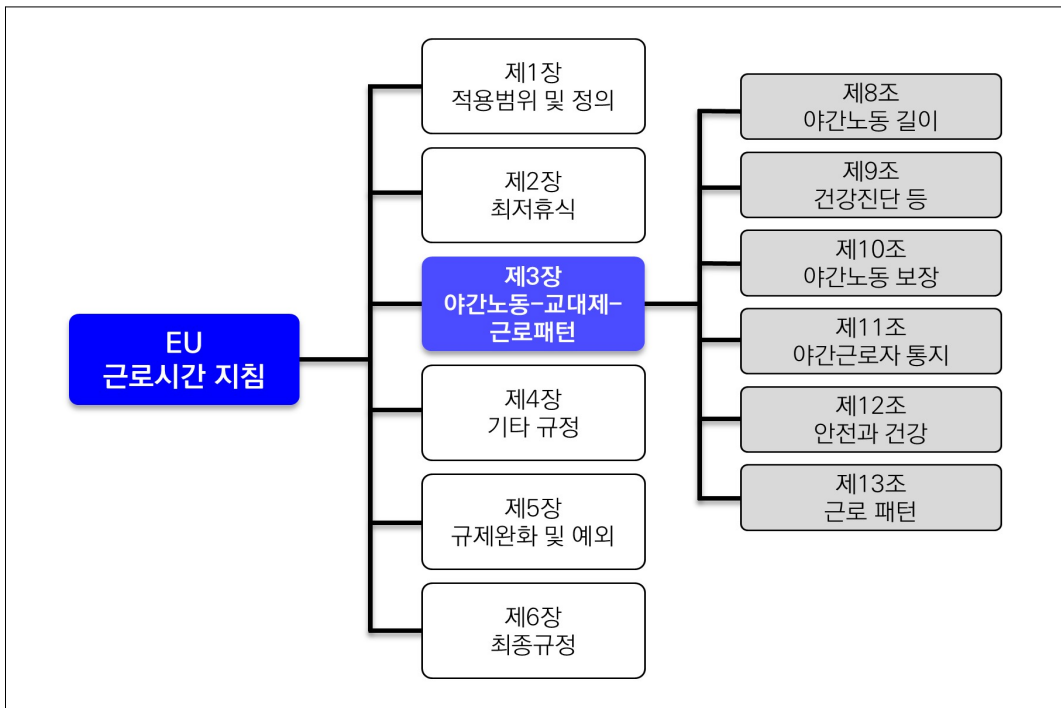 EU
근로시간 지침
제1장
적용범위 및 정의
제2장
최저휴식
제3장
야간노동-교대제-
근로패턴
제4장
기타 규정
제5장
규제완화 및 예외
제6장
최종규정
제8조
야간노동 길이
제9조
건강진단 등
제10조
야간노동 보장
제11조
야간근로자 통지
제12조
안전과 건강
제13조
근로 패턴